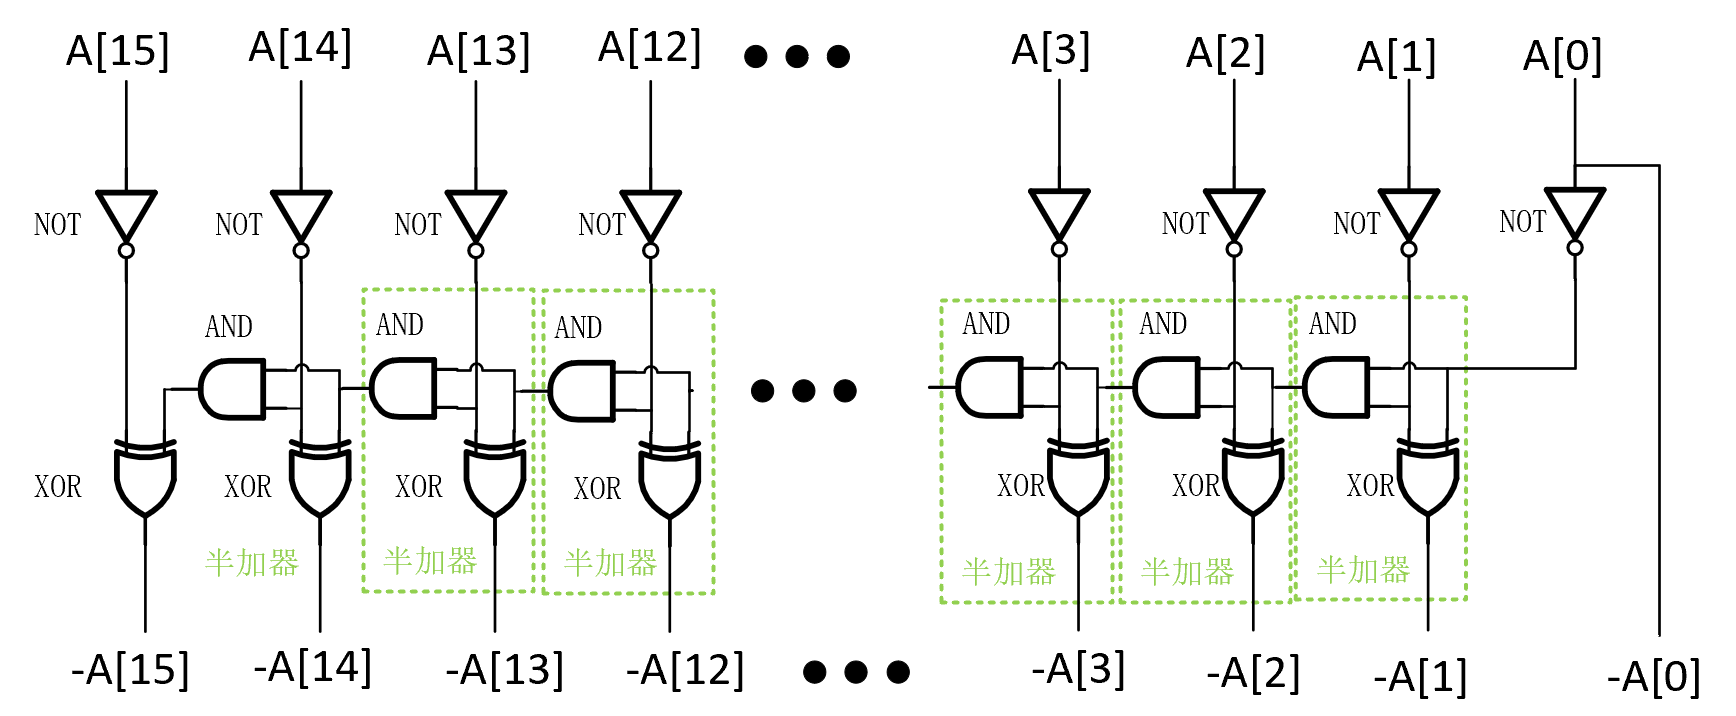 A[15] A[14] A[13] A[12] ●●● A[3] A[2] A[1] A[0]
NOT NOT NOT NOT NOT NOT NOT
AND AND AND AND AND AND
●●●
XOR XOR XOR XOR XOR XOR XOR
半加器 半加器 半加器 半加器 半加器 半加器
-A[15] -A[14] -A[13] -A[12] ●●● -A[3] -A[2] -A[1] -A[0]